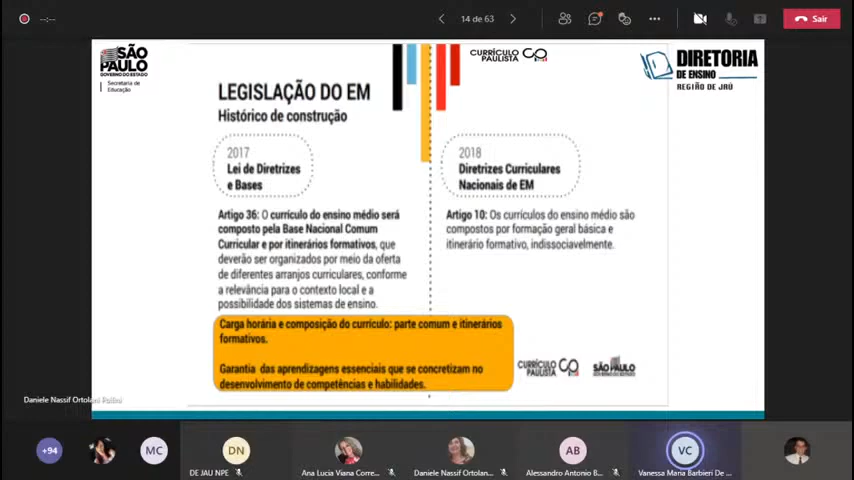 --:--
14 de 63
Sair
SÃO
PAULO
GOVERNO DO ESTADO
Secretaria de
Educação
CURRÍCULO
PAULISTA
DIRETORIA
DE ENSINO
REGIÃO DE JAÚ
LEGISLAÇÃO DO EM
Histórico de construção
2017
Lei de Diretrizes
e Bases
Artigo 36: O currículo do ensino médio será
composto pela Base Nacional Comum
Curricular e por itinerários formativos, que
deverão ser organizados por meio da oferta
de diferentes arranjos curriculares, conforme
a relevância para o contexto local e a
possibilidade dos sistemas de ensino.
2018
Diretrizes Curriculares
Nacionais de EM
Artigo 10: Os currículos do ensino médio são
compostos por formação geral básica e
itinerário formativo, indissociavelmente.
Carga horária e composição do currículo: parte comum e itinerários
formativos.
Garantia das aprendizagens essenciais que se concretizam no
desenvolvimento de competências e habilidades.
CURRÍCULO
PAULISTA
SÃO PAULO
GOVERNO DO ESTADO
Daniele Nassif Ortolani
+94
MC
DN
AB
VC
DE JAU NPE
Ana Lucia Viana Corre...
Daniele Nassif Ortolan...
Alessandro Antonio B...
Vanessa Maria Barbieri De ...